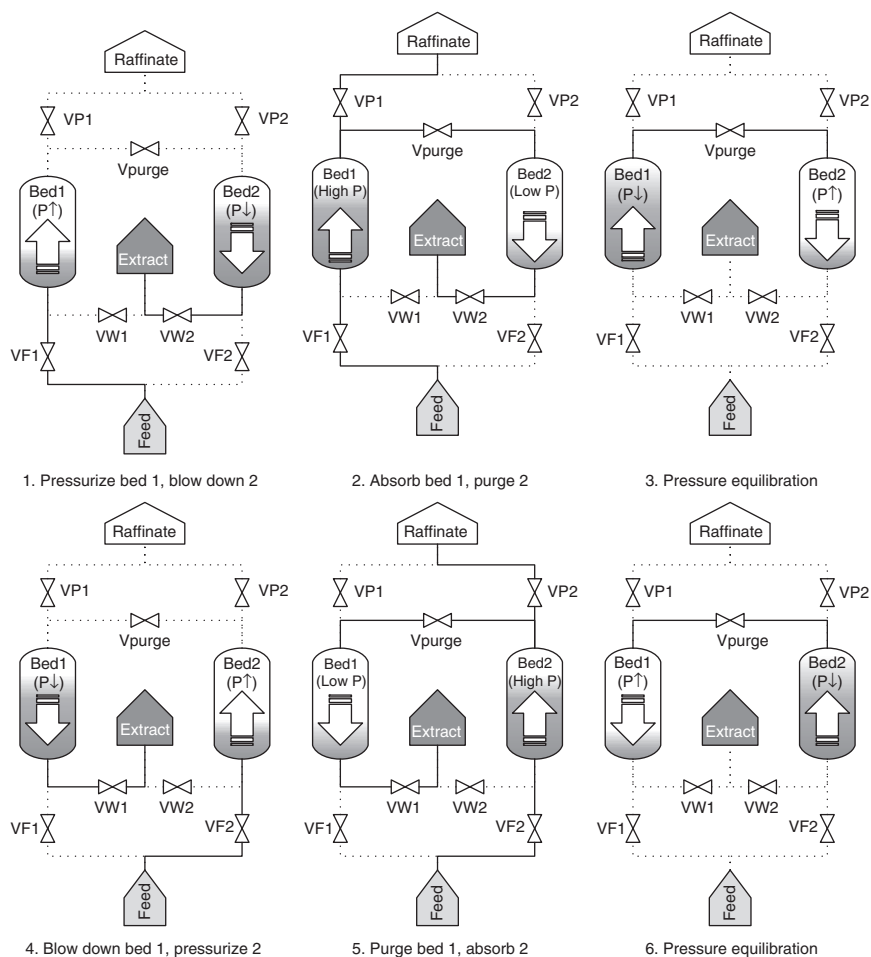 Raffinate
VP1
VP2
Vpurge
Bed1
(P↑)
Bed2
(P↓)
Extract
VW1
VW2
VF1
VF2
Feed
1. Pressurize bed 1, blow down 2
Raffinate
VP1
VP2
Vpurge
Bed1
(High P)
Bed2
(Low P)
Extract
VW1
VW2
VF1
VF2
Feed
2. Absorb bed 1, purge 2
Raffinate
VP1
VP2
Vpurge
Bed1
(P↓)
Bed2
(P↑)
Extract
VW1
VW2
VF1
VF2
Feed
3. Pressure equilibration
Raffinate
VP1
VP2
Vpurge
Bed1
(P↓)
Bed2
(P↑)
Extract
VW1
VW2
VF1
VF2
Feed
4. Blow down bed 1, pressurize 2
Raffinate
VP1
VP2
Vpurge
Bed1
(Low P)
Bed2
(High P)
Extract
VW1
VW2
VF1
VF2
Feed
5. Purge bed 1, absorb 2
Raffinate
VP1
VP2
Vpurge
Bed1
(P↑)
Bed2
(P↓)
Extract
VW1
VW2
VF1
VF2
Feed
6. Pressure equilibration